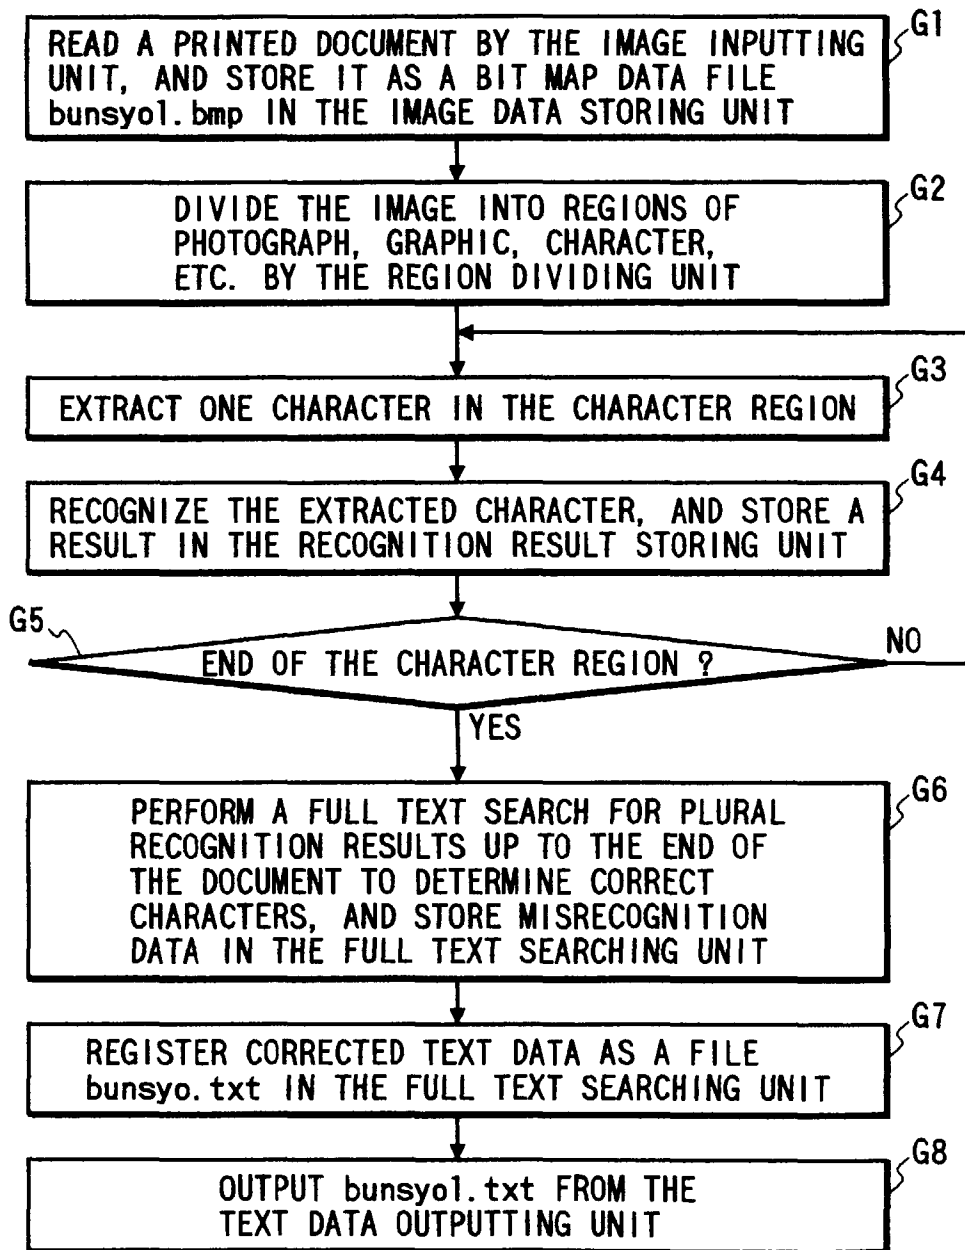 G1
READ A PRINTED DOCUMENT BY THE IMAGE INPUTTING
UNIT, AND STORE IT AS A BIT MAP DATA FILE
bunsyo1.bmp IN THE IMAGE DATA STORING UNIT
G2
DIVIDE THE IMAGE INTO REGIONS OF
PHOTOGRAPH, GRAPHIC, CHARACTER,
ETC. BY THE REGION DIVIDING UNIT
G3
EXTRACT ONE CHARACTER IN THE CHARACTER REGION
G4
RECOGNIZE THE EXTRACTED CHARACTER, AND STORE A
RESULT IN THE RECOGNITION RESULT STORING UNIT
G5
END OF THE CHARACTER REGION ?
NO
YES
G6
PERFORM A FULL TEXT SEARCH FOR PLURAL
RECOGNITION RESULTS UP TO THE END OF
THE DOCUMENT TO DETERMINE CORRECT
CHARACTERS, AND STORE MISRECOGNITION
DATA IN THE FULL TEXT SEARCHING UNIT
G7
REGISTER CORRECTED TEXT DATA AS A FILE
bunsyo.txt IN THE FULL TEXT SEARCHING UNIT
G8
OUTPUT bunsyo1.txt FROM THE
TEXT DATA OUTPUTTING UNIT